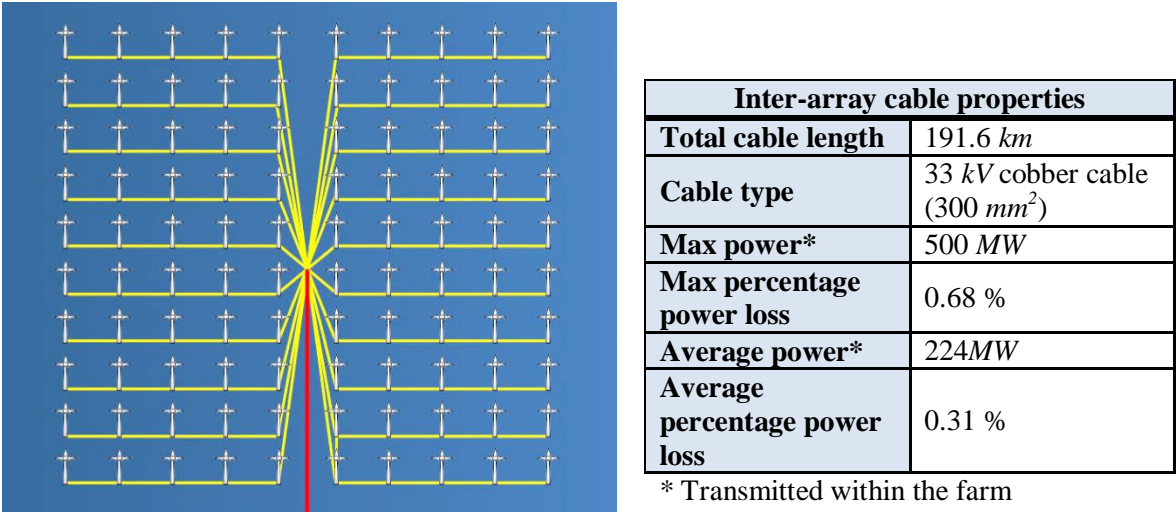 Inter-array cable properties
Total cable length 191.6 km
Cable type 33 kV cobber cable
(300 mm²)
Max power* 500 MW
Max percentage
power loss 0.68 %
Average power* 224MW
Average
percentage power
loss 0.31 %
* Transmitted within the farm